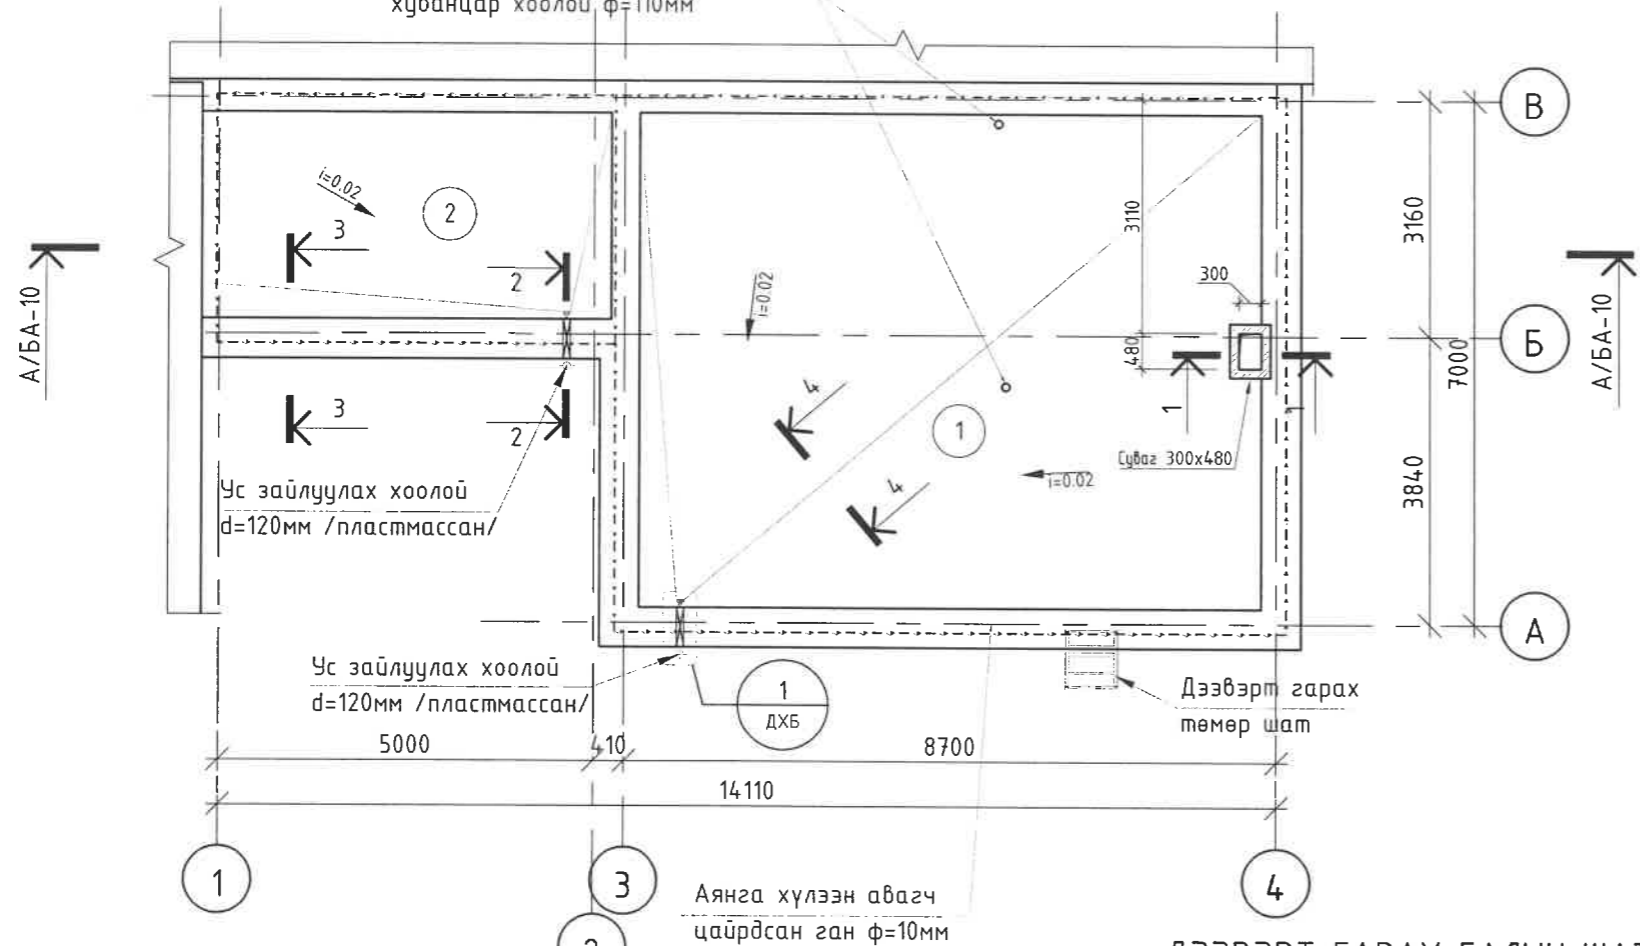 хуванцар хоолой ф=110мм
В
i=0.02
2
3
2
3110
3160
300
i=0.02
А/БА-10
А/БА-10
480
Б
7000
4
1
1
3
2
Субаг 300х480
4
i=0.02
3840
Ус зайлуулах хоолой
d=120мм /пластмассан/
А
Ус зайлуулах хоолой
d=120мм /пластмассан/
1
ДХБ
Дээвэрт гарах
төмөр шат
5000
410
8700
14110
1
3
4
Аянга хүлээн авагч
цайрдсан ган ф=10мм